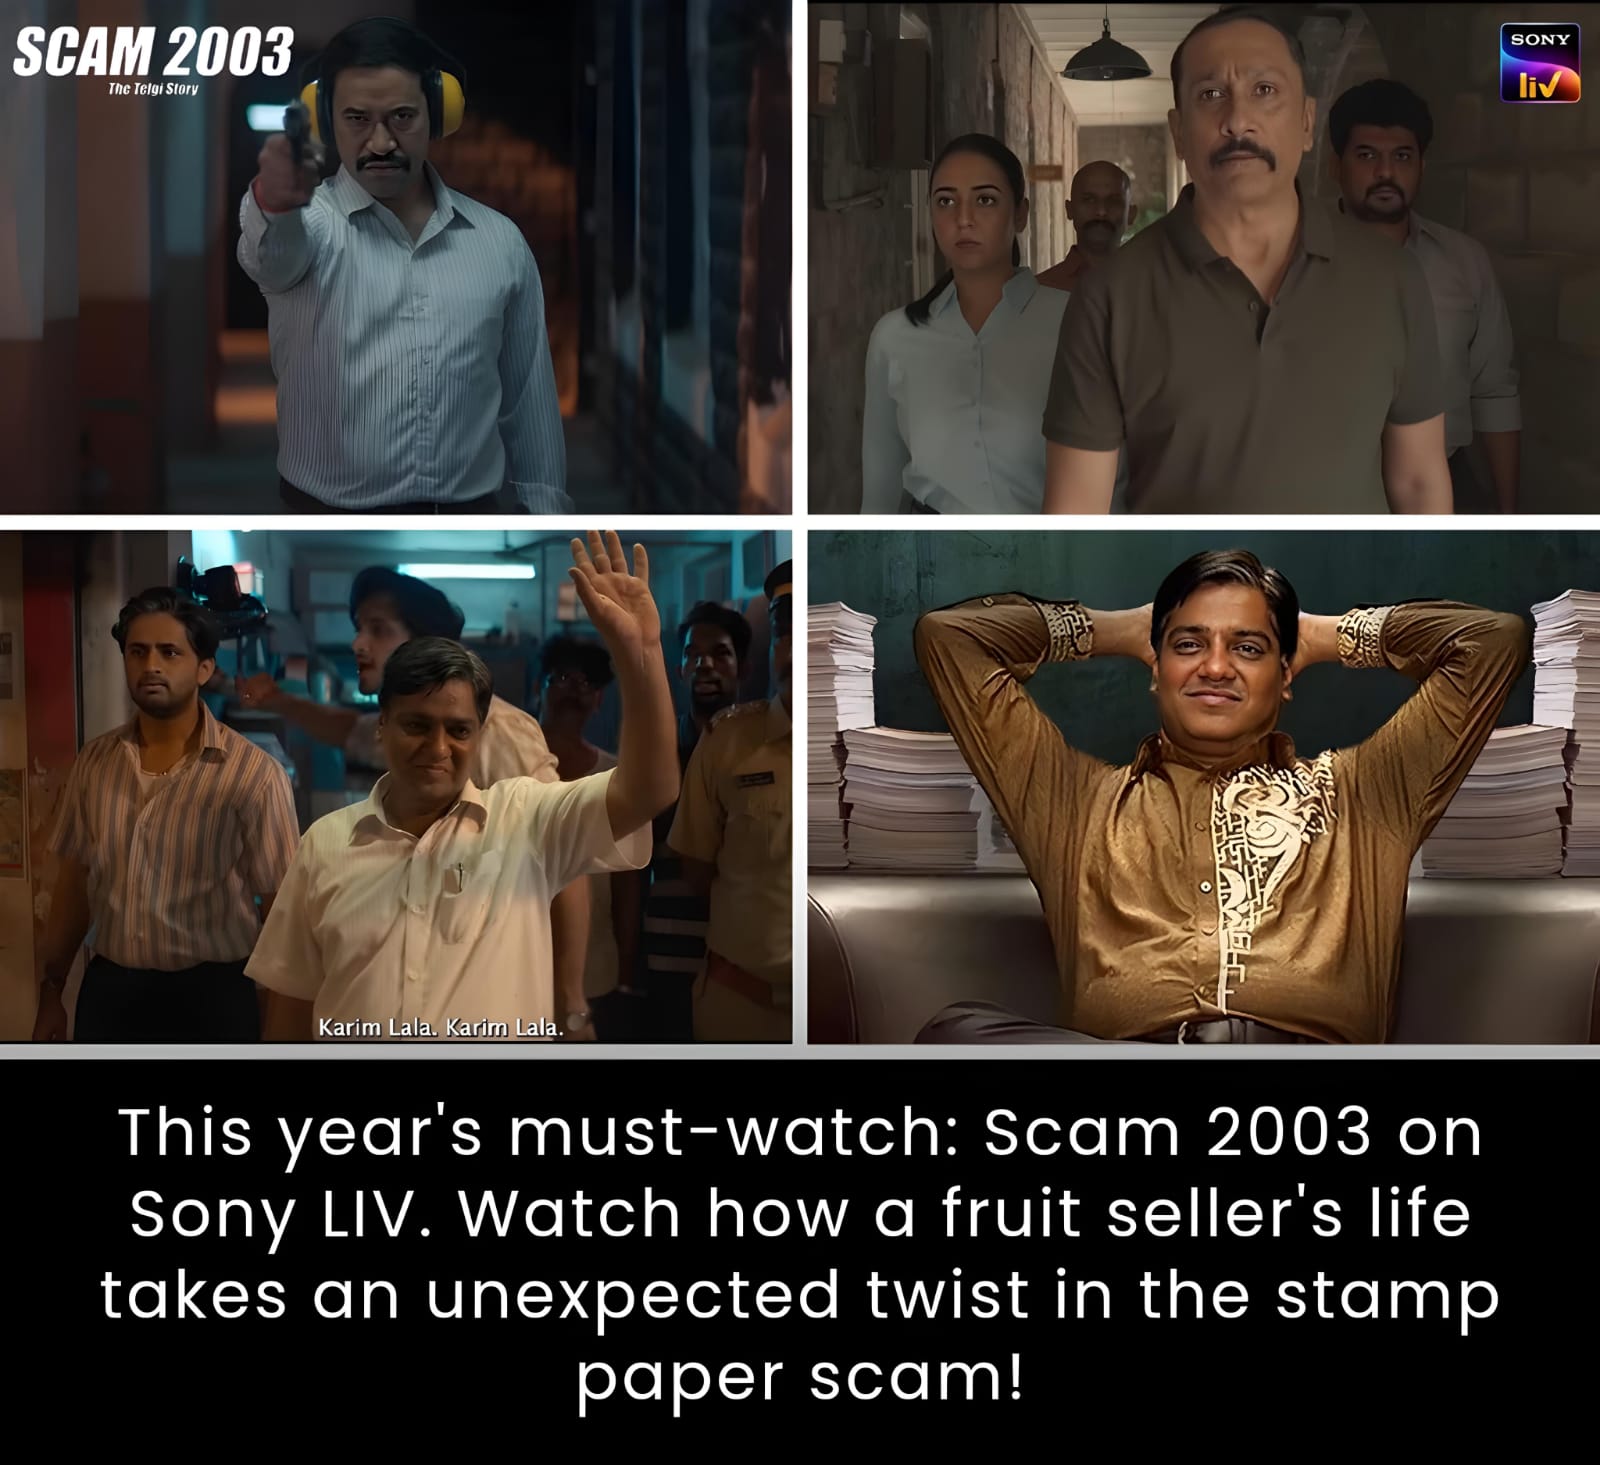 SCAM 2003
The Telgi Story
SONY
liv
Karim Lala. Karim Lala.
This year's must-watch: Scam 2003 on
Sony LIV. Watch how a fruit seller's life
takes an unexpected twist in the stamp
paper scam!